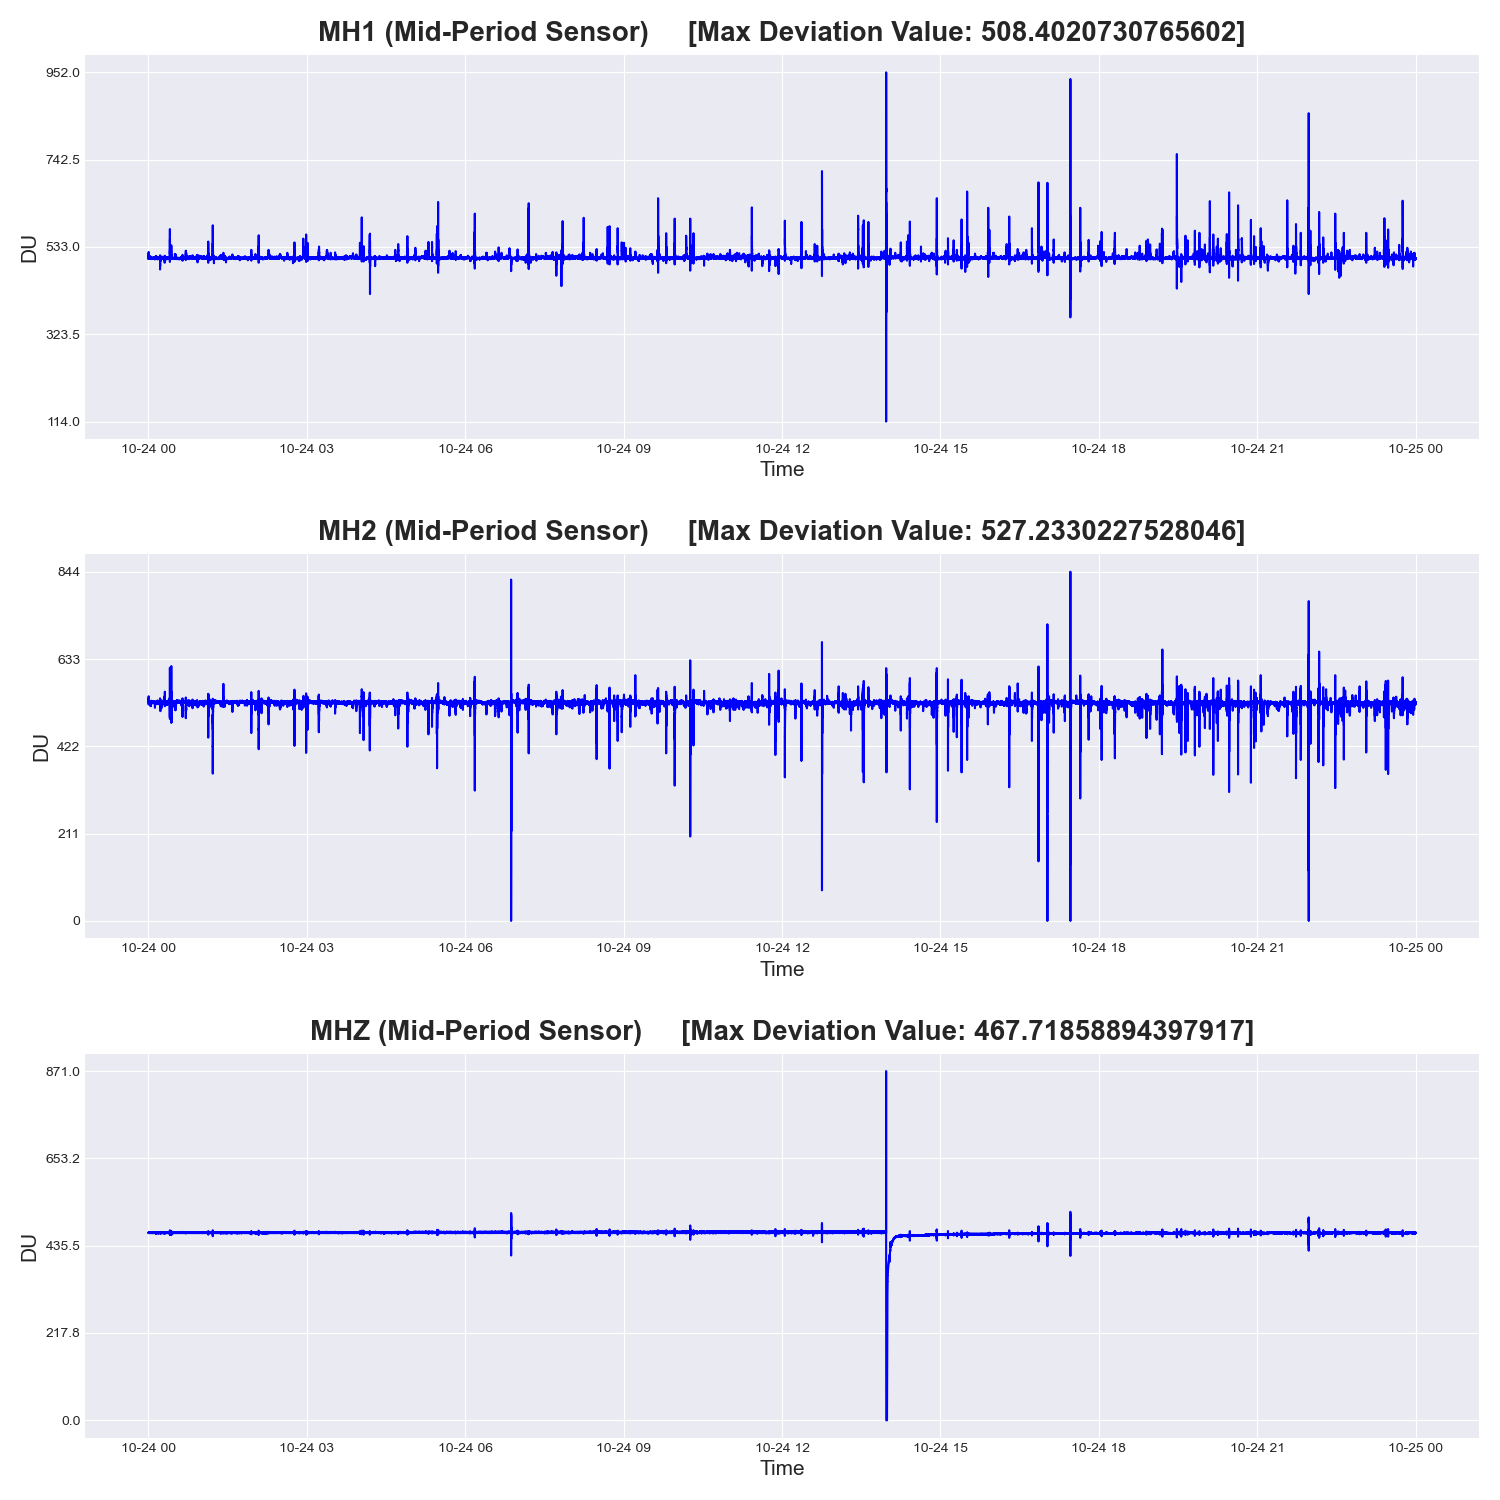 MH1 (Mid-Period Sensor) [Max Deviation Value: 508.4020730765602]
952.0
742.5
533.0
323.5
114.0
DU
10-24 00 10-24 03 10-24 06 10-24 09 10-24 12 10-24 15 10-24 18 10-24 21 10-25 00
Time
MH2 (Mid-Period Sensor) [Max Deviation Value: 527.2330227528046]
844
633
422
211
0
DU
10-24 00 10-24 03 10-24 06 10-24 09 10-24 12 10-24 15 10-24 18 10-24 21 10-25 00
Time
MHZ (Mid-Period Sensor) [Max Deviation Value: 467.71858894397917]
871.0
653.2
435.5
217.8
0.0
DU
10-24 00 10-24 03 10-24 06 10-24 09 10-24 12 10-24 15 10-24 18 10-24 21 10-25 00
Time